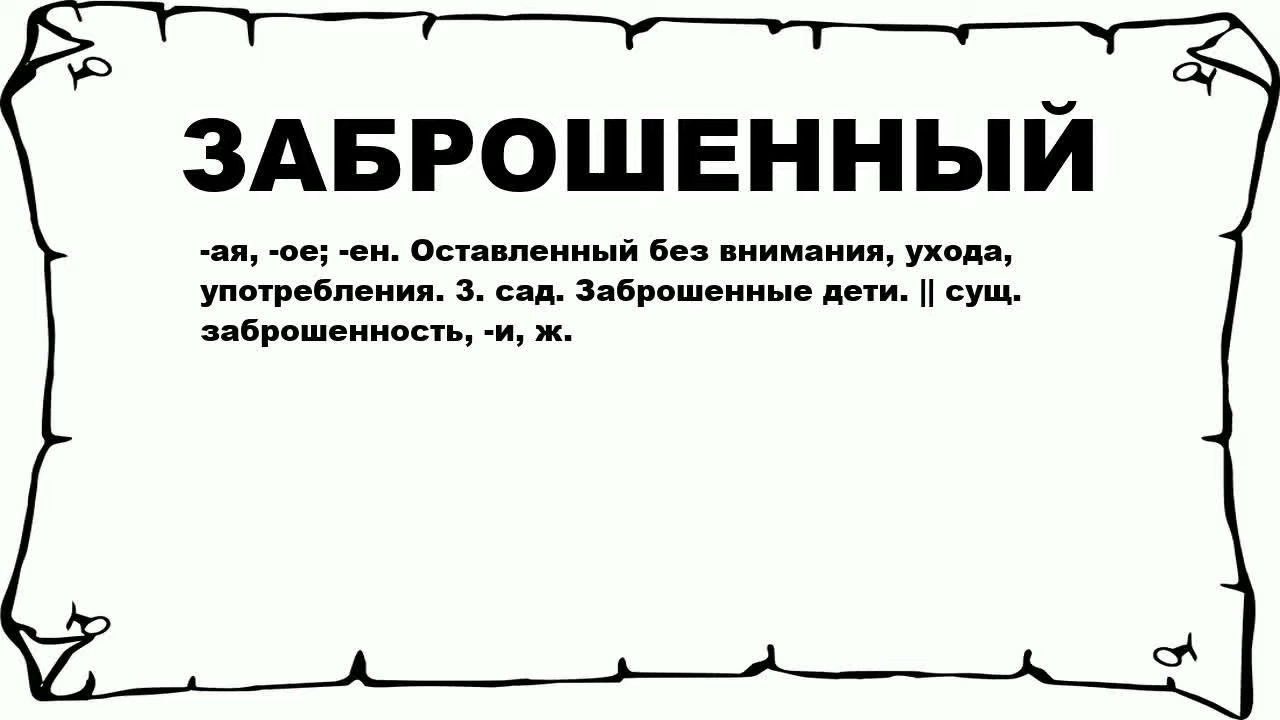 ЗАБРОШЕННЫЙ
-ая, -ое; -ен. Оставленный без внимания, ухода,
употребления. З. сад. Заброшенные дети. || сущ.
заброшенность, -и, ж.